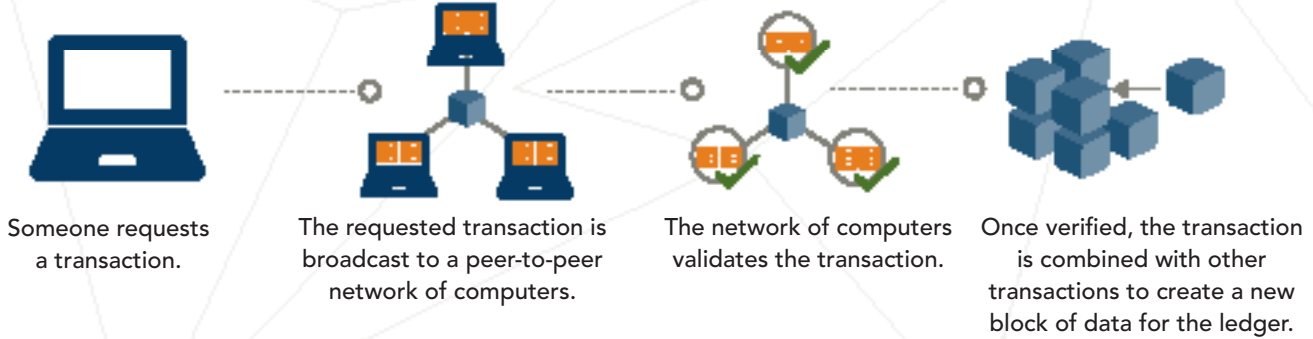 Someone requests
a transaction.
The requested transaction is
broadcast to a peer-to-peer
network of computers.
The network of computers
validates the transaction.
Once verified, the transaction
is combined with other
transactions to create a new
block of data for the ledger.